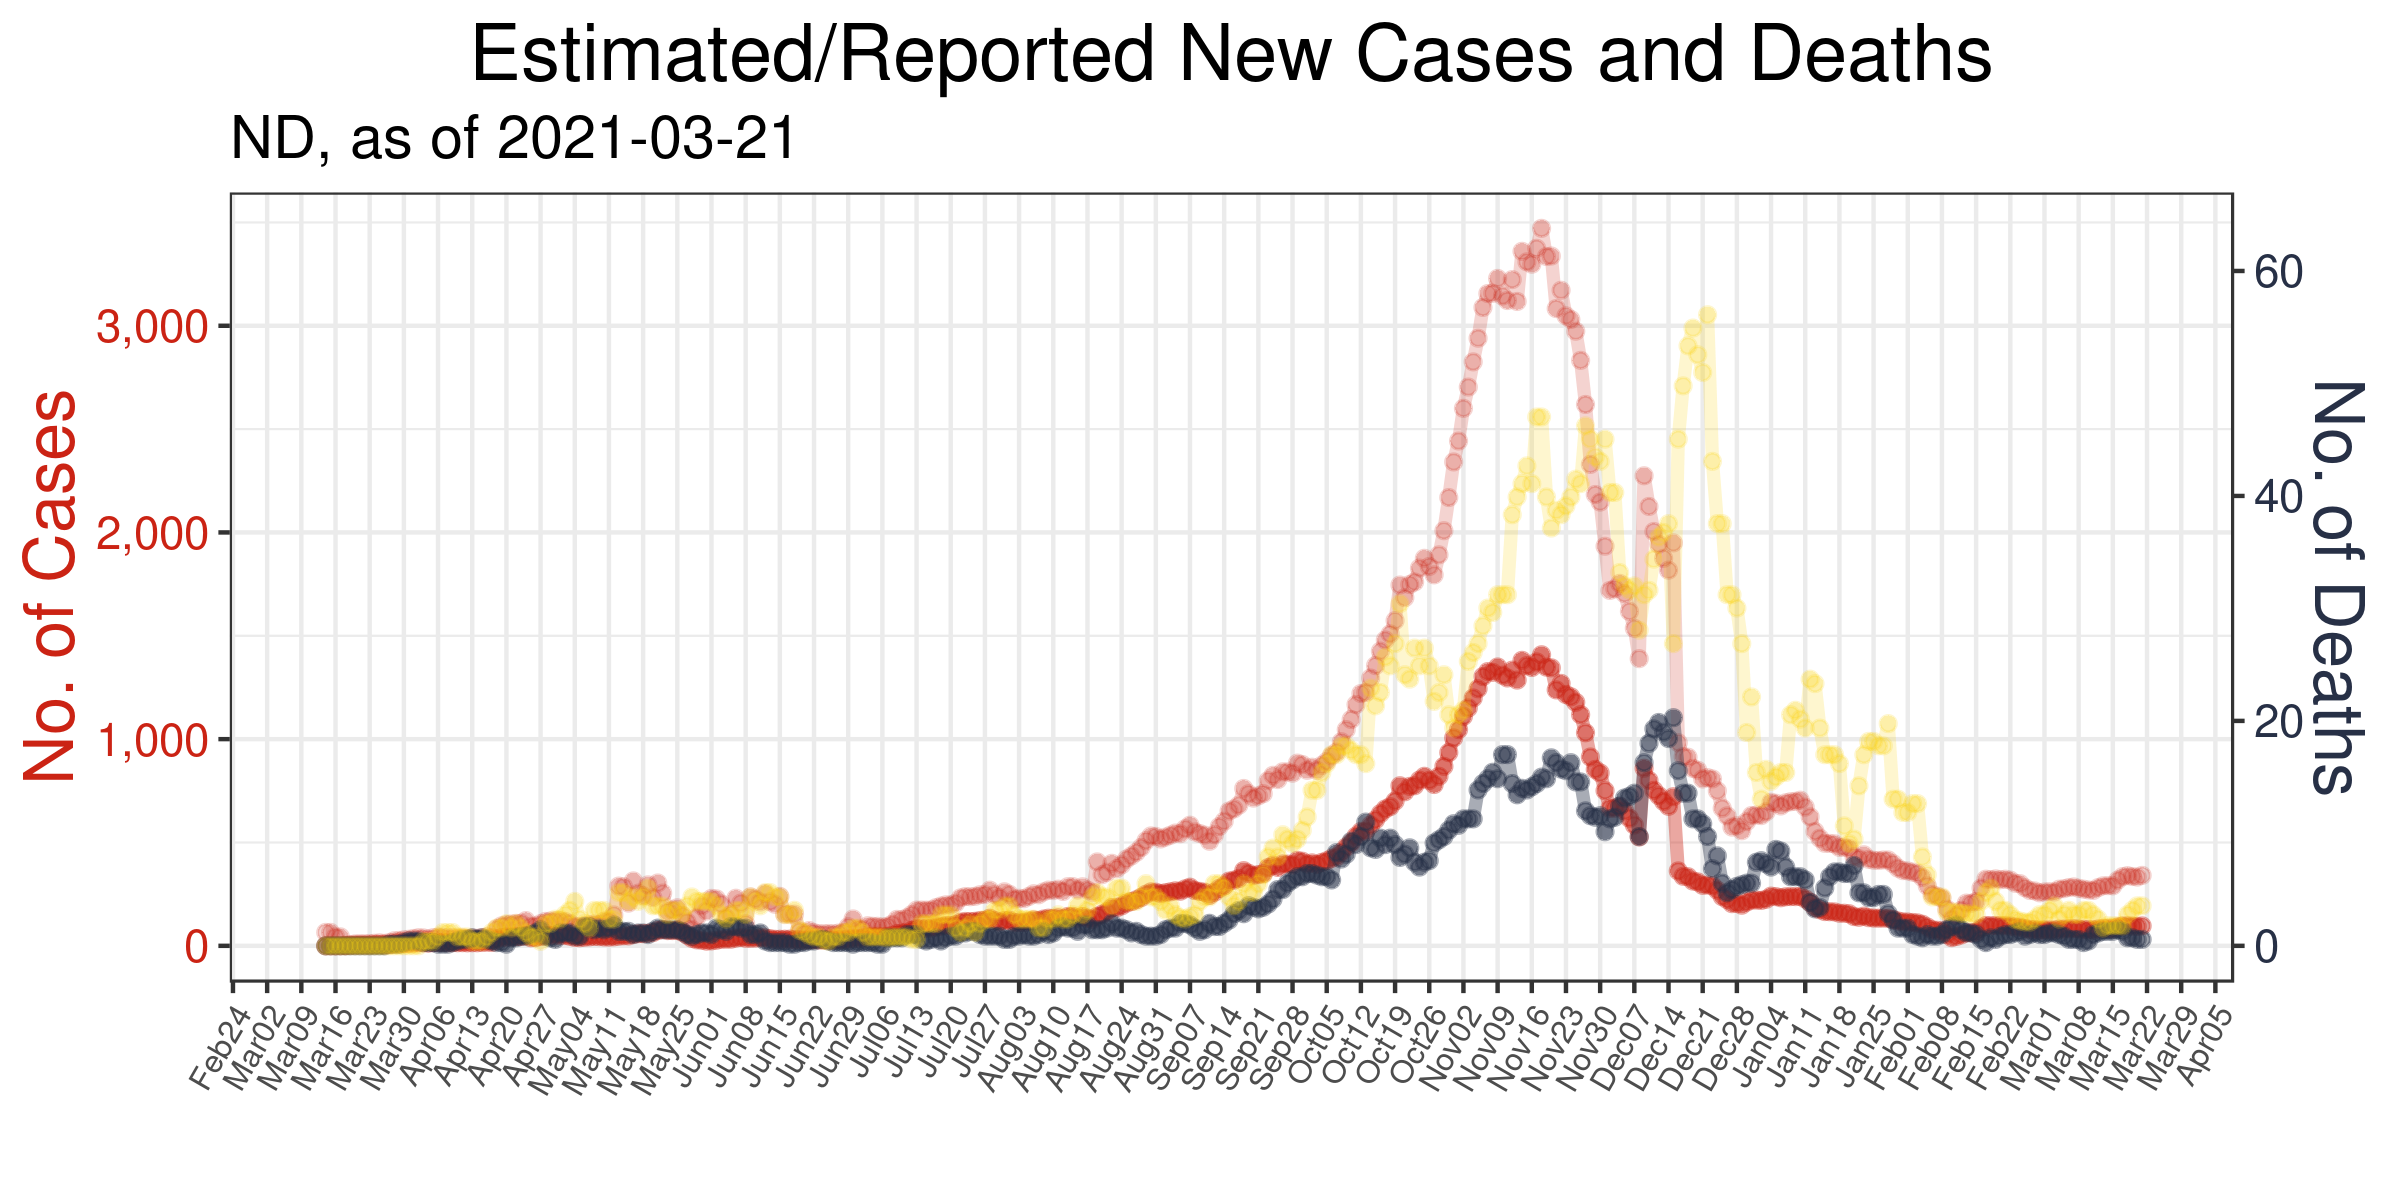 Estimated/Reported New Cases and Deaths
ND, as of 2021-03-21
No. of Cases
3,000
2,000
1,000
0
60
40
20
0
No. of Deaths
Feb24
Mar02
Mar09
Mar16
Mar23
Mar30
Apr06
Apr13
Apr20
Apr27
May04
May11
May18
May25
Jun01
Jun08
Jun15
Jun22
Jun29
Jul06
Jul13
Jul20
Jul27
Aug03
Aug10
Aug17
Aug24
Aug31
Sep07
Sep14
Sep21
Sep28
Oct05
Oct12
Oct19
Oct26
Nov02
Nov09
Nov16
Nov23
Nov30
Dec07
Dec14
Dec21
Dec28
Jan04
Jan11
Jan18
Jan25
Feb01
Feb08
Feb15
Feb22
Mar01
Mar08
Mar15
Mar22
Mar29
Apr05